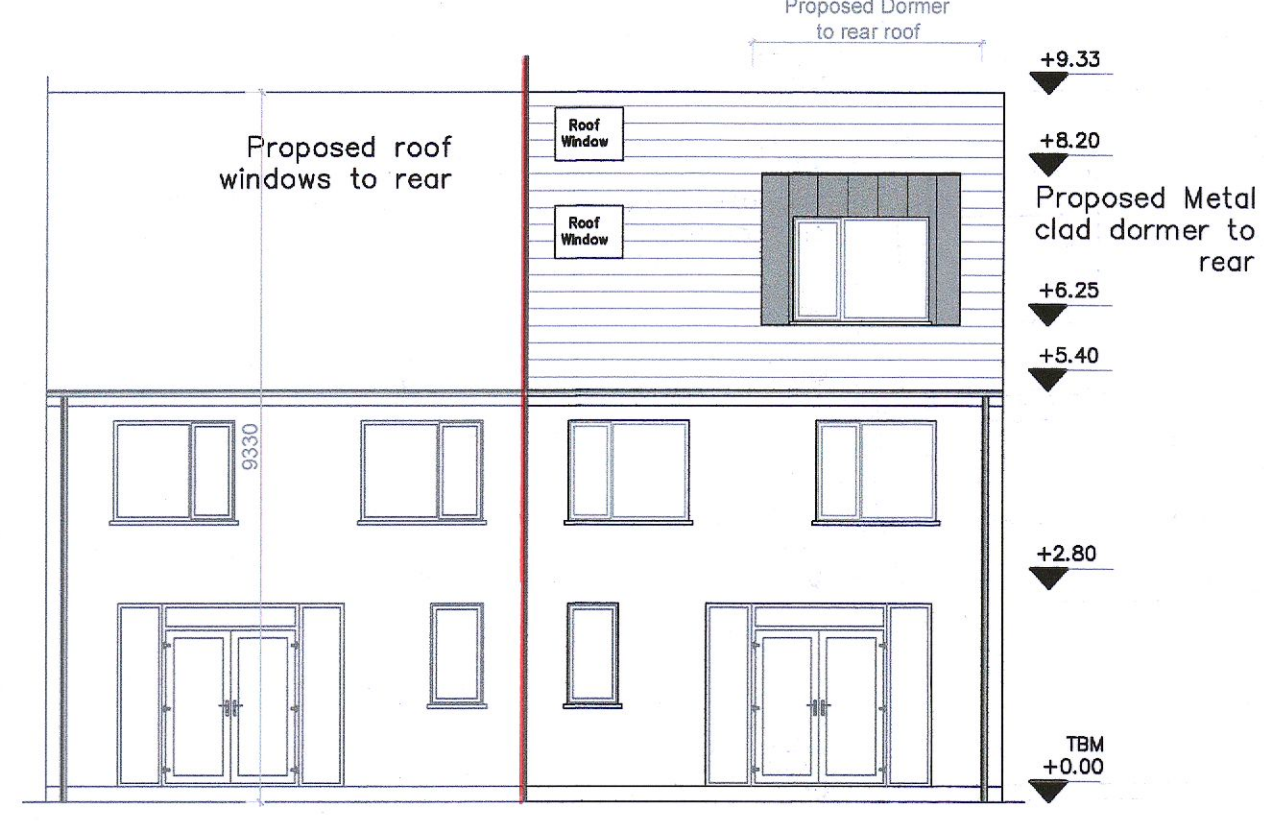 Proposed Dormer
to rear roof
+9.33
Proposed roof
windows to rear
Roof
Window
+8.20
Proposed Metal
clad dormer to
rear
Roof
Window
+6.25
+5.40
9330
+2.80
TBM
+0.00